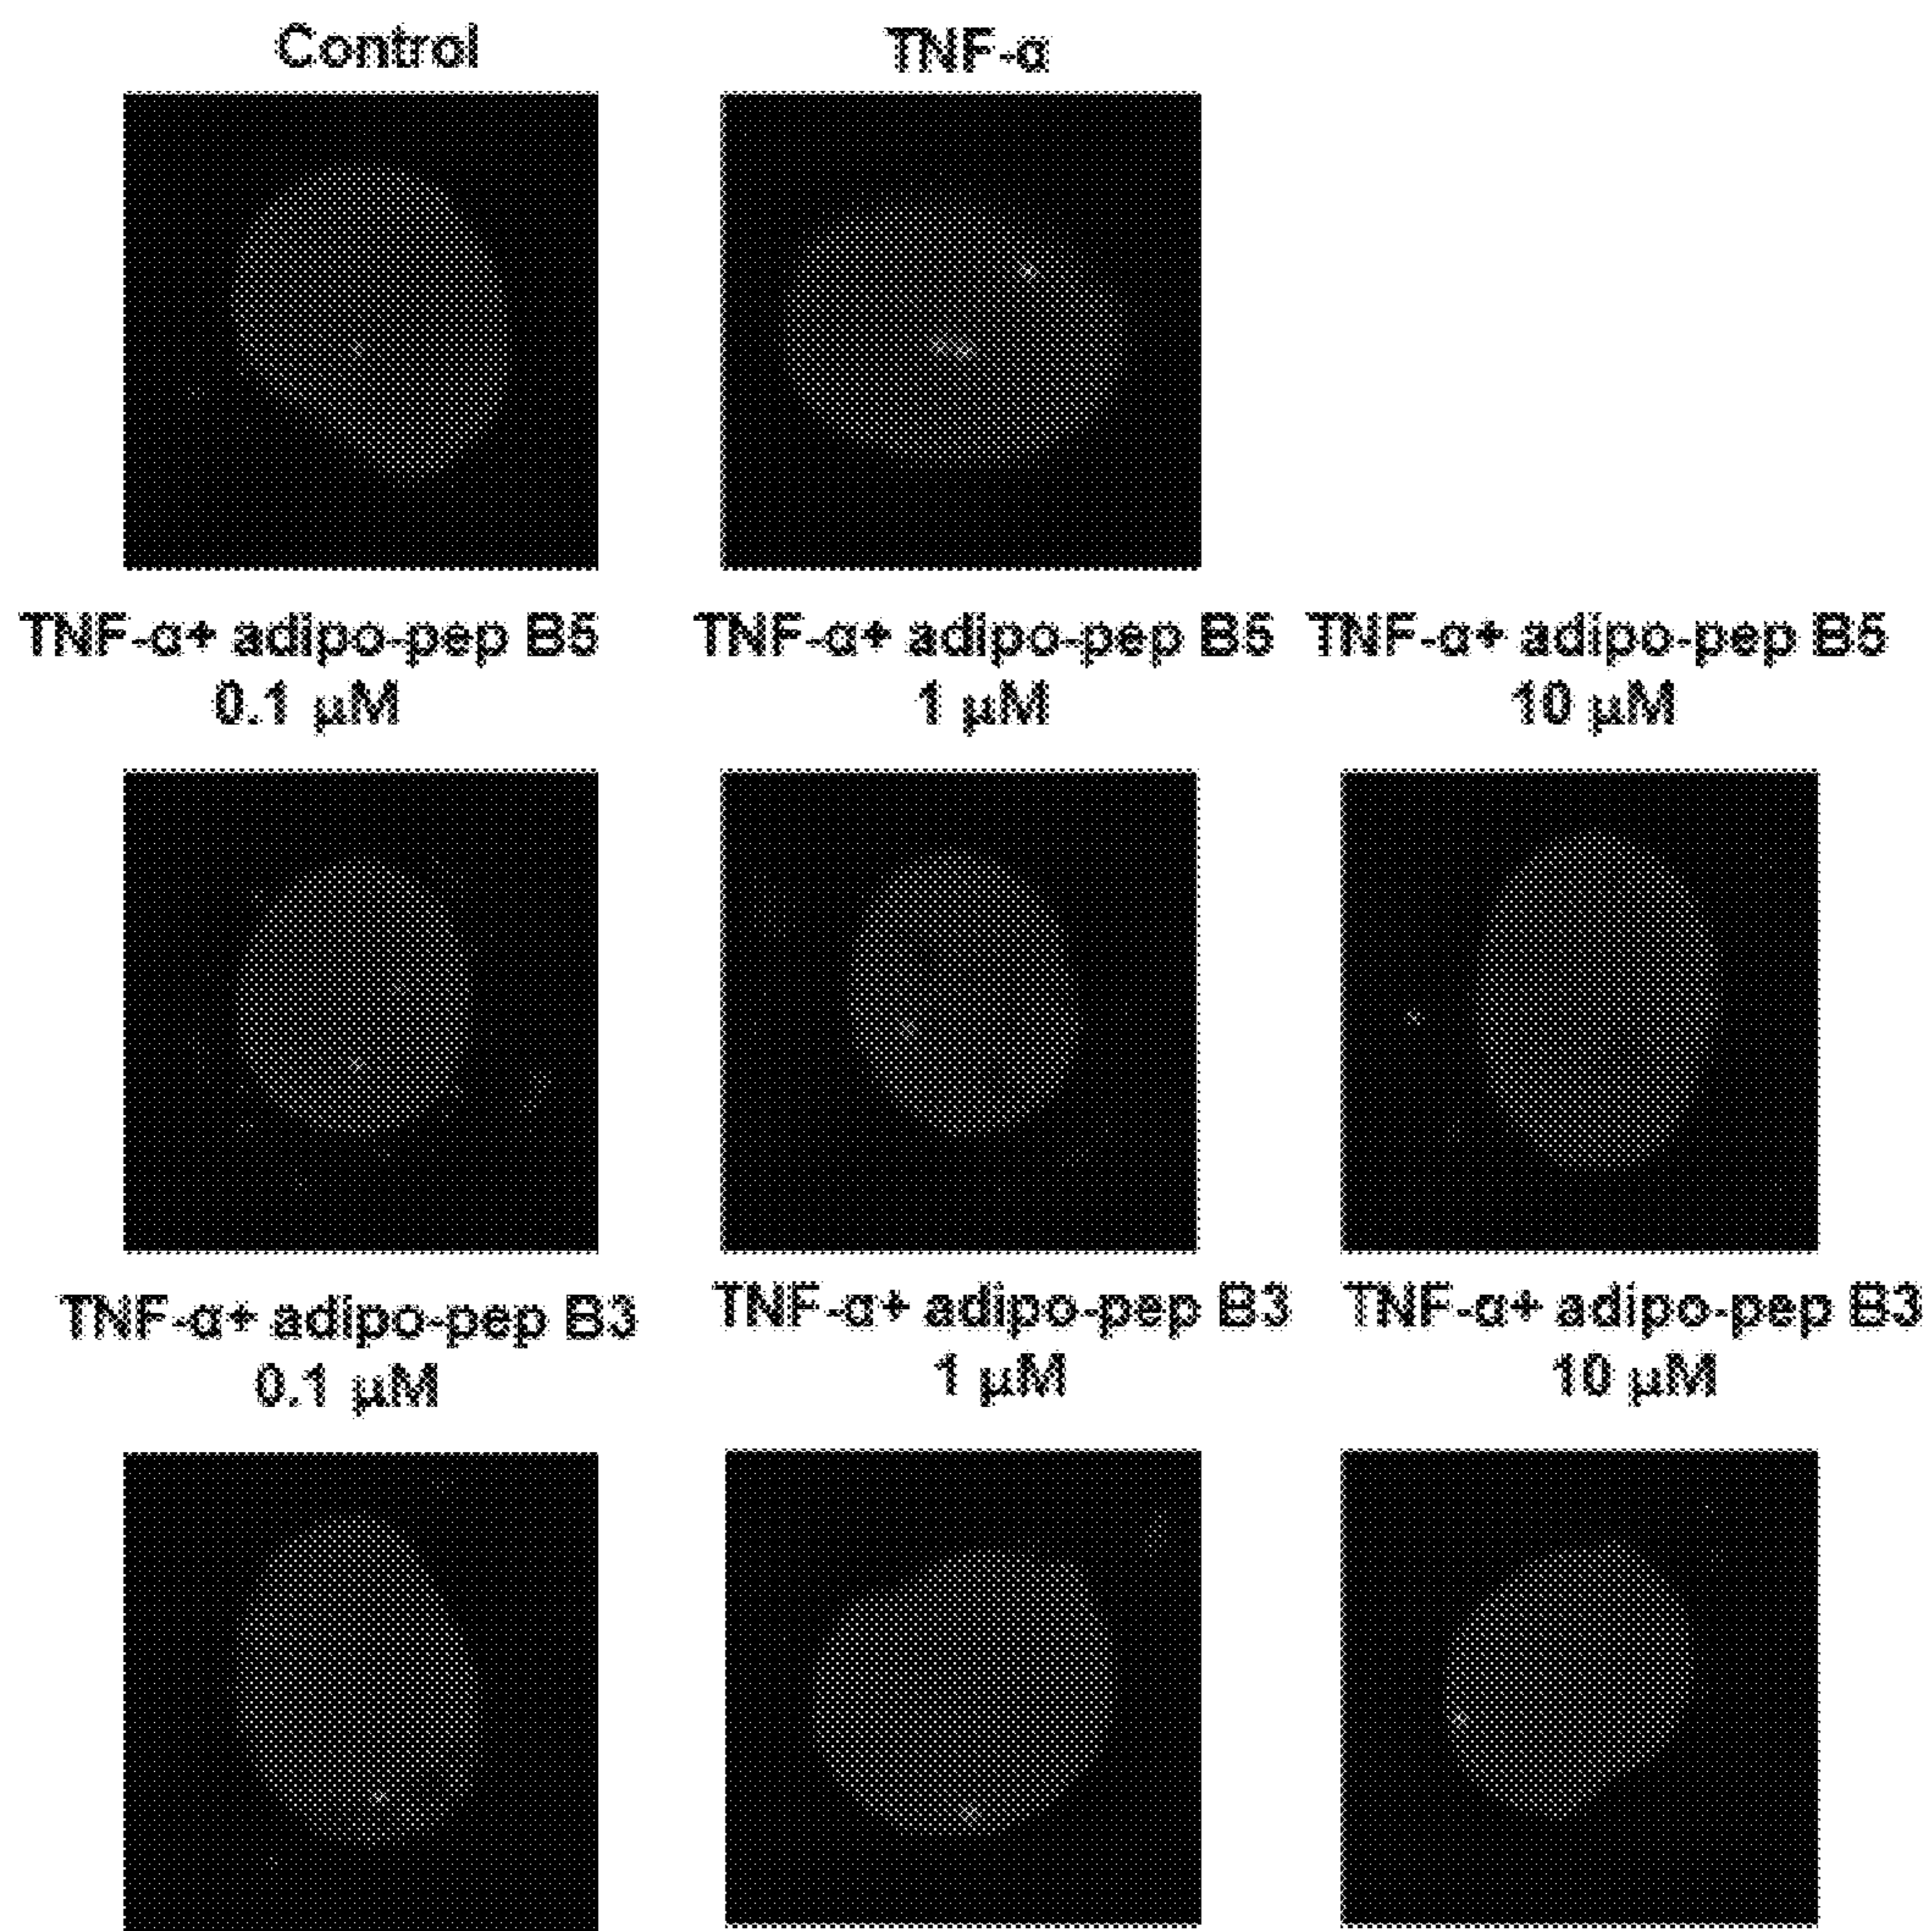 Control
TNF-α
TNF-α+ adipo-pep B5
0.1 μM
TNF-α+ adipo-pep B5
1 μM
TNF-α+ adipo-pep B5
10 μM
TNF-α+ adipo-pep B3
0.1 μM
TNF-α+ adipo-pep B3
1 μM
TNF-α+ adipo-pep B3
10 μM